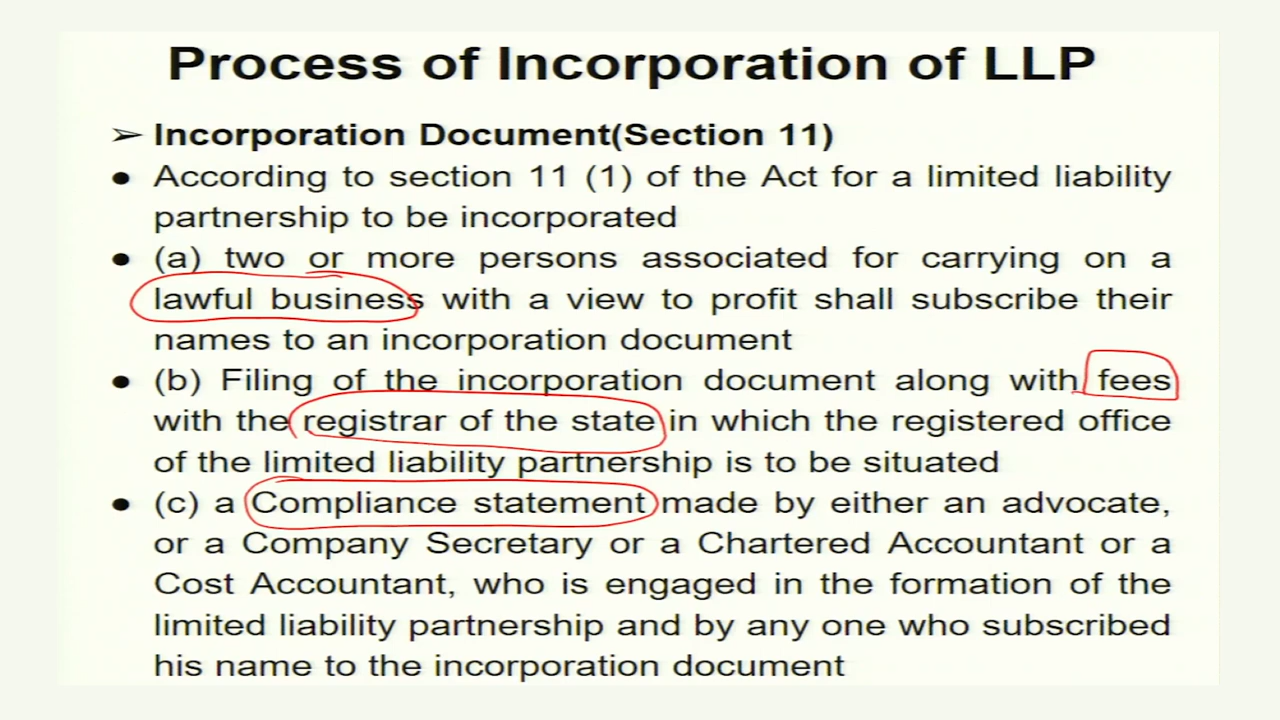 Process of Incorporation of LLP
➢ Incorporation Document(Section 11)
● According to section 11 (1) of the Act for a limited liability
partnership to be incorporated
● (a) two or more persons associated for carrying on a
lawful business with a view to profit shall subscribe their
names to an incorporation document
● (b) Filing of the incorporation document along with fees
with the registrar of the state in which the registered office
of the limited liability partnership is to be situated
● (c) a Compliance statement made by either an advocate,
or a Company Secretary or a Chartered Accountant or a
Cost Accountant, who is engaged in the formation of the
limited liability partnership and by any one who subscribed
his name to the incorporation document